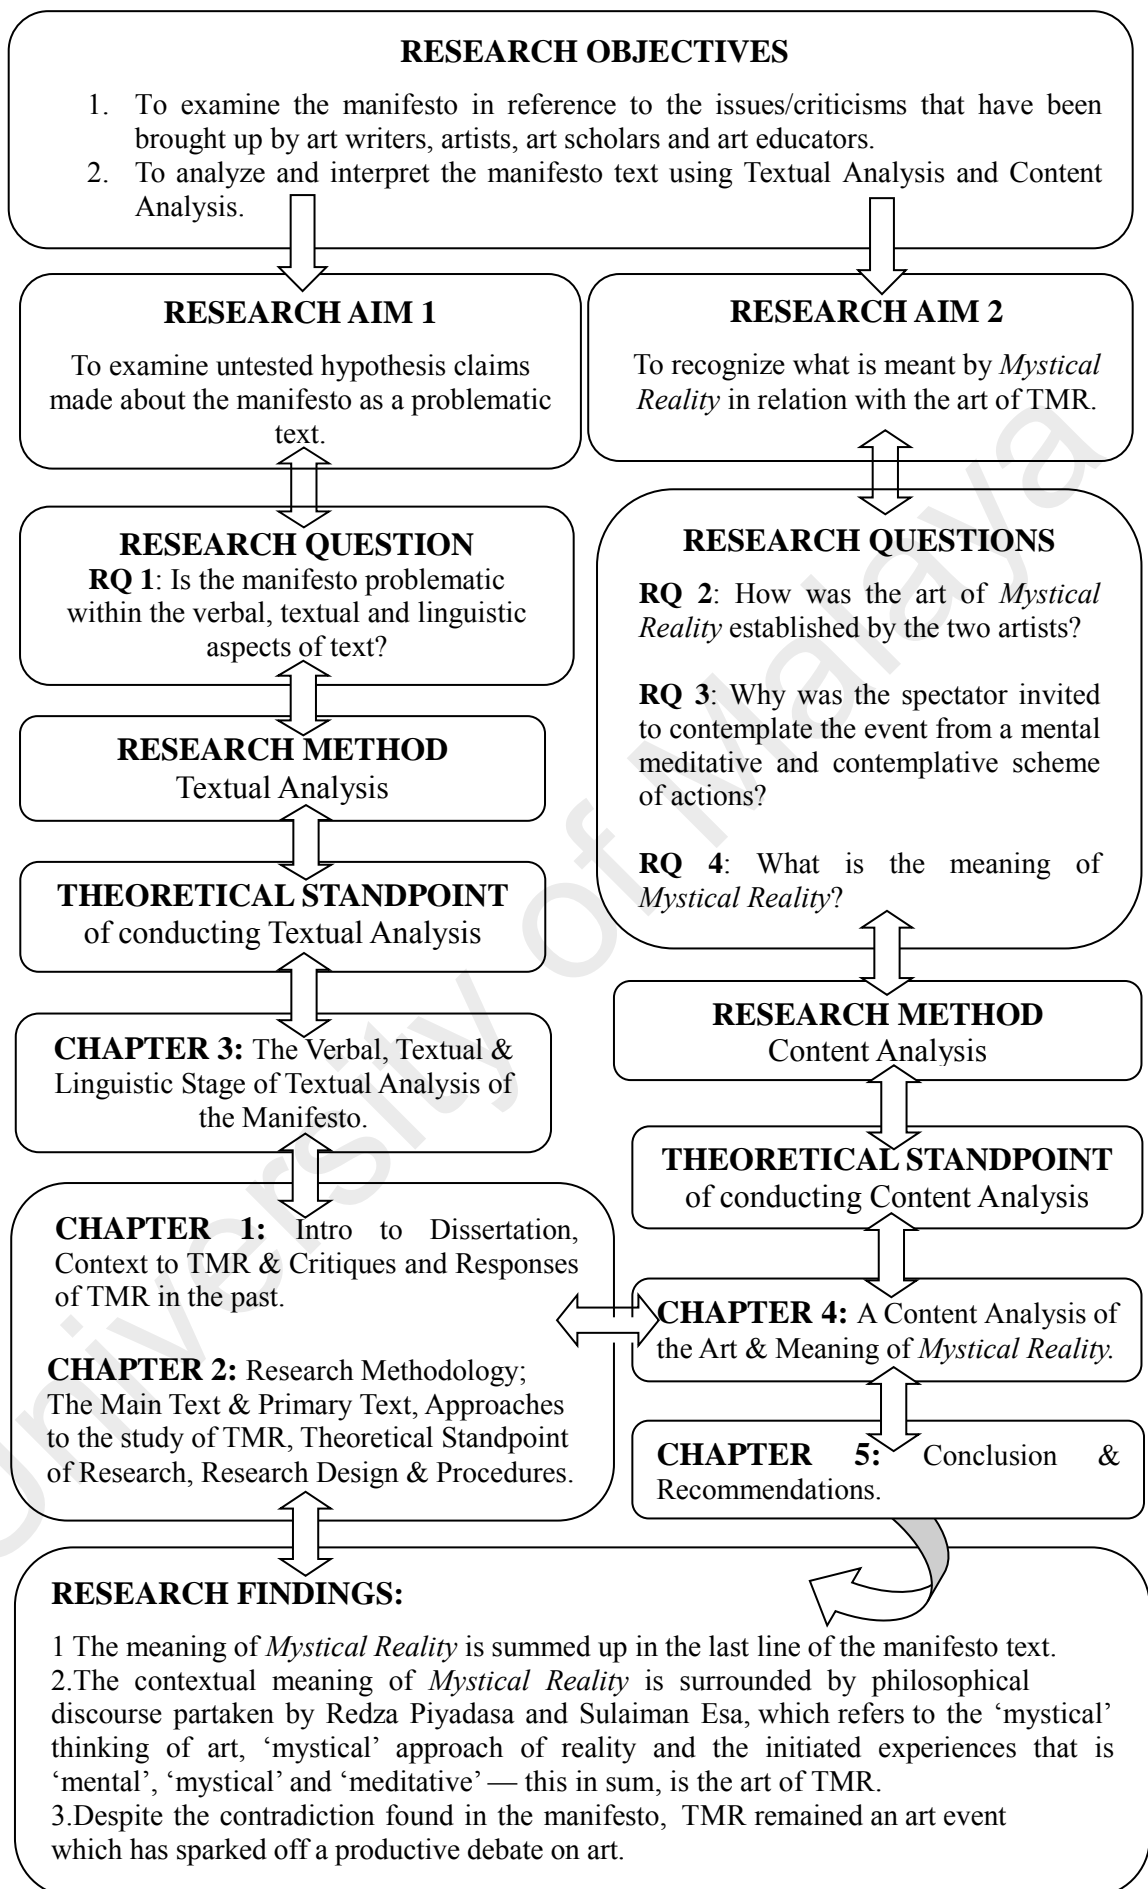 RESEARCH OBJECTIVES
1. To examine the manifesto in reference to the issues/criticisms that have been
brought up by art writers, artists, art scholars and art educators.
2. To analyze and interpret the manifesto text using Textual Analysis and Content
Analysis.
RESEARCH AIM 1
To examine untested hypothesis claims
made about the manifesto as a problematic
text.
RESEARCH QUESTION
RQ 1: Is the manifesto problematic
within the verbal, textual and linguistic
aspects of text?
RESEARCH METHOD
Textual Analysis
THEORETICAL STANDPOINT
of conducting Textual Analysis
CHAPTER 3: The Verbal, Textual &
Linguistic Stage of Textual Analysis of
the Manifesto.
CHAPTER 1: Intro to Dissertation,
Context to TMR & Critiques and Responses
of TMR in the past.
CHAPTER 2: Research Methodology;
The Main Text & Primary Text, Approaches
to the study of TMR, Theoretical Standpoint
of Research, Research Design & Procedures.
RESEARCH AIM 2
To recognize what is meant by Mystical
Reality in relation with the art of TMR.
RESEARCH QUESTIONS
RQ 2: How was the art of Mystical
Reality established by the two artists?
RQ 3: Why was the spectator invited
to contemplate the event from a mental
meditative and contemplative scheme
of actions?
RQ 4: What is the meaning of
Mystical Reality?
RESEARCH METHOD
Content Analysis
THEORETICAL STANDPOINT
of conducting Content Analysis
CHAPTER 4: A Content Analysis of
the Art & Meaning of Mystical Reality.
CHAPTER 5: Conclusion &
Recommendations.
RESEARCH FINDINGS:
1 The meaning of Mystical Reality is summed up in the last line of the manifesto text.
2.The contextual meaning of Mystical Reality is surrounded by philosophical
discourse partaken by Redza Piyadasa and Sulaiman Esa, which refers to the ‘mystical’
thinking of art, ‘mystical’ approach of reality and the initiated experiences that is
‘mental’, ‘mystical’ and ‘meditative’ — this in sum, is the art of TMR.
3.Despite the contradiction found in the manifesto, TMR remained an art event
which has sparked off a productive debate on art.
University of Malaya